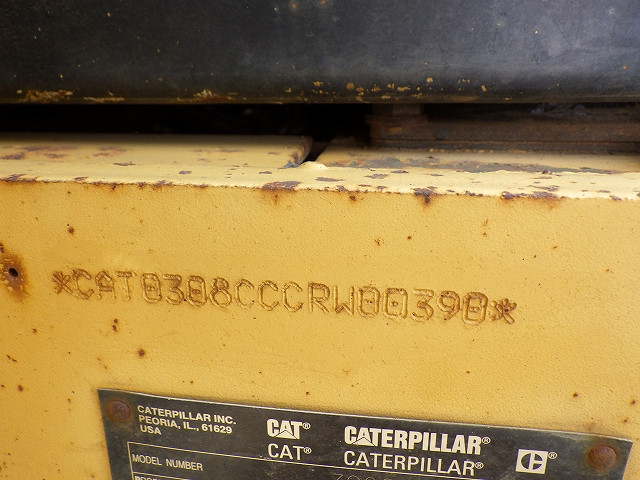 *CAT0308CCCRW00390*
CATERPILLAR INC.
PEORIA, IL., 61629
USA
CAT® CATERPILLAR®
CAT® CATERPILLAR®
MODEL NUMBER